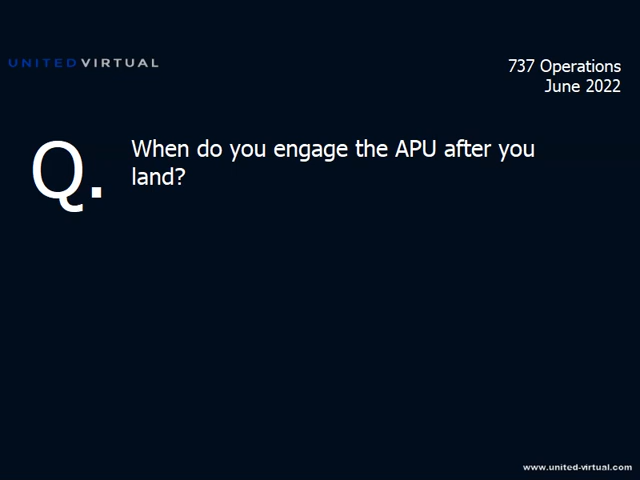 UNITEDVIRTUAL
737 Operations
June 2022
Q.
When do you engage the APU after you
land?
www.united-virtual.com